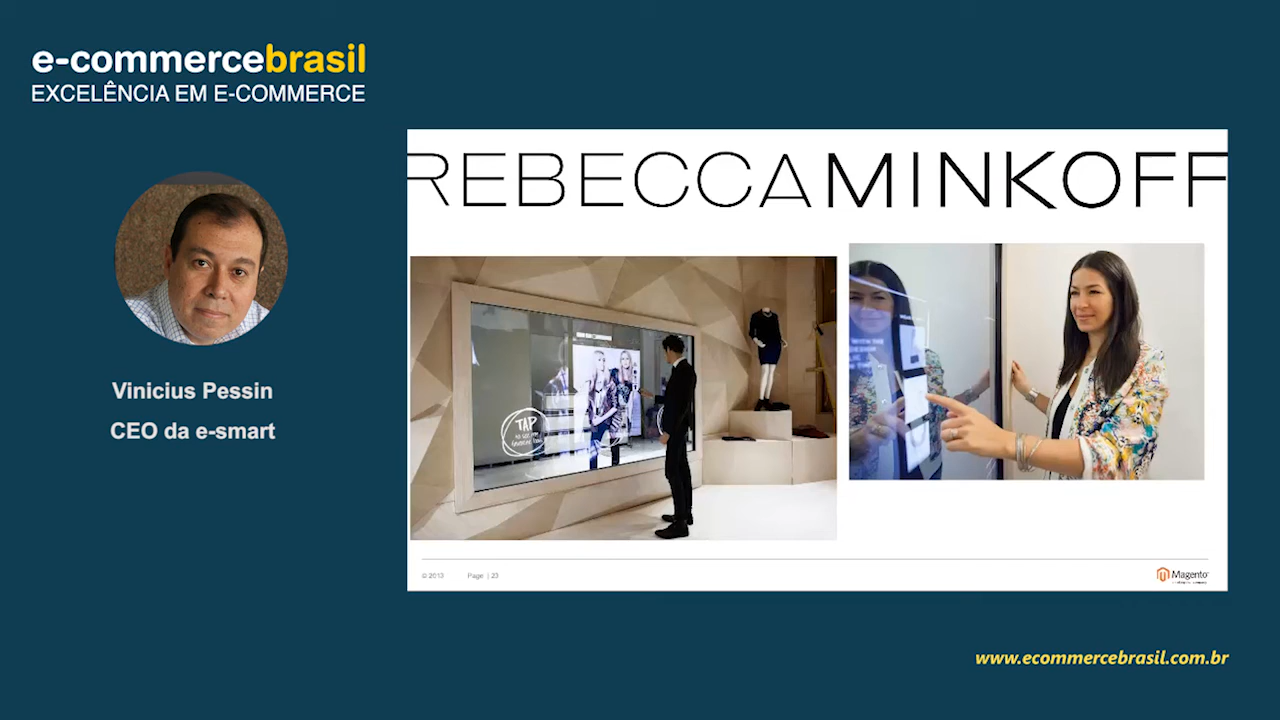 e-commercebrasil
EXCELÊNCIA EM E-COMMERCE
REBECCAMINKOFF
TAP
Vinicius Pessin
CEO da e-smart
© 2013 Page | 23
Magento
www.ecommercebrasil.com.br